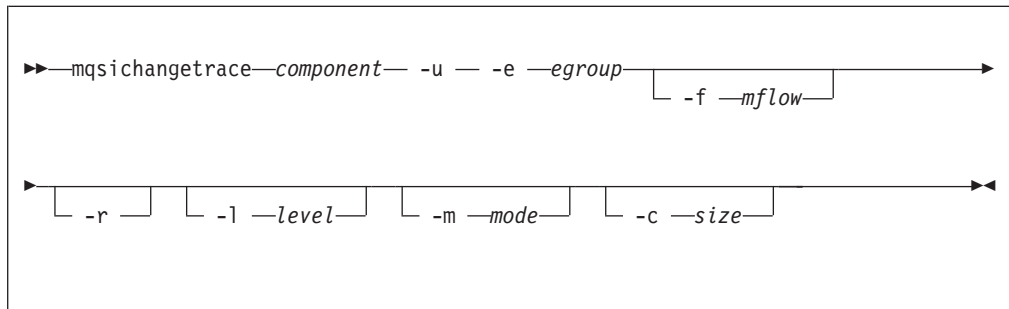 mqsichangetrace component -u -e egroup
-f mflow
-r -l level -m mode -c size